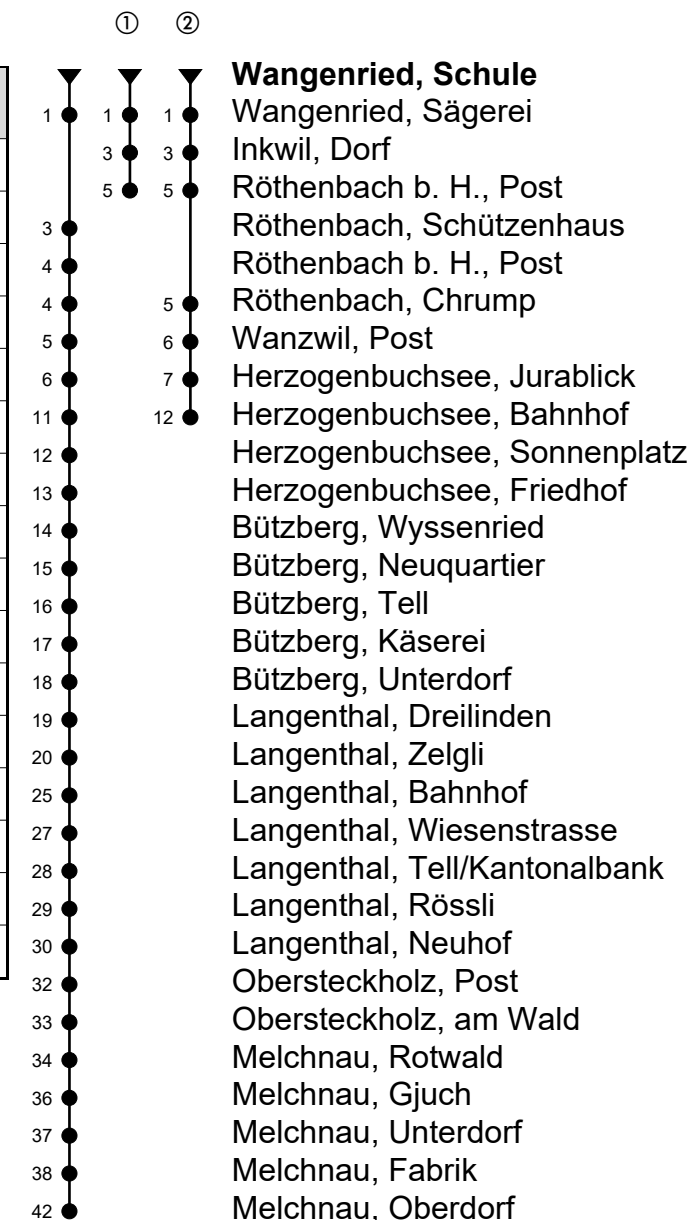 ① ②
Wangenried, Schule
1 1 1 Wangenried, Sägerei
3 3 Inkwil, Dorf
5 5 Röthenbach b. H., Post
3 Röthenbach, Schützenhaus
4 Röthenbach b. H., Post
4 5 Röthenbach, Chrump
5 6 Wanzwil, Post
6 7 Herzogenbuchsee, Jurablick
11 12 Herzogenbuchsee, Bahnhof
12 Herzogenbuchsee, Sonnenplatz
13 Herzogenbuchsee, Friedhof
14 Bützberg, Wyssenried
15 Bützberg, Neuquartier
16 Bützberg, Tell
17 Bützberg, Käserei
18 Bützberg, Unterdorf
19 Langenthal, Dreilinden
20 Langenthal, Zelgli
25 Langenthal, Bahnhof
27 Langenthal, Wiesenstrasse
28 Langenthal, Tell/Kantonalbank
29 Langenthal, Rössli
30 Langenthal, Neuhof
32 Obersteckholz, Post
33 Obersteckholz, am Wald
34 Melchnau, Rotwald
36 Melchnau, Gjuch
37 Melchnau, Unterdorf
38 Melchnau, Fabrik
42 Melchnau, Oberdorf